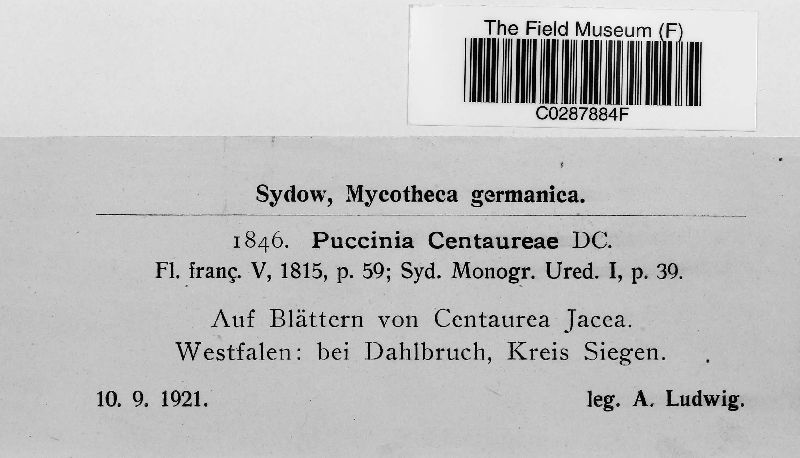 The Field Museum (F)
C0287884F
Sydow, Mycotheca germanica.
1846. Puccinia Centaureae DC.
Fl. franç. V, 1815, p. 59; Syd. Monogr. Ured. I, p. 39.
Auf Blättern von Centaurea Jacea.
Westfalen: bei Dahlbruch, Kreis Siegen.
10. 9. 1921. leg. A. Ludwig.